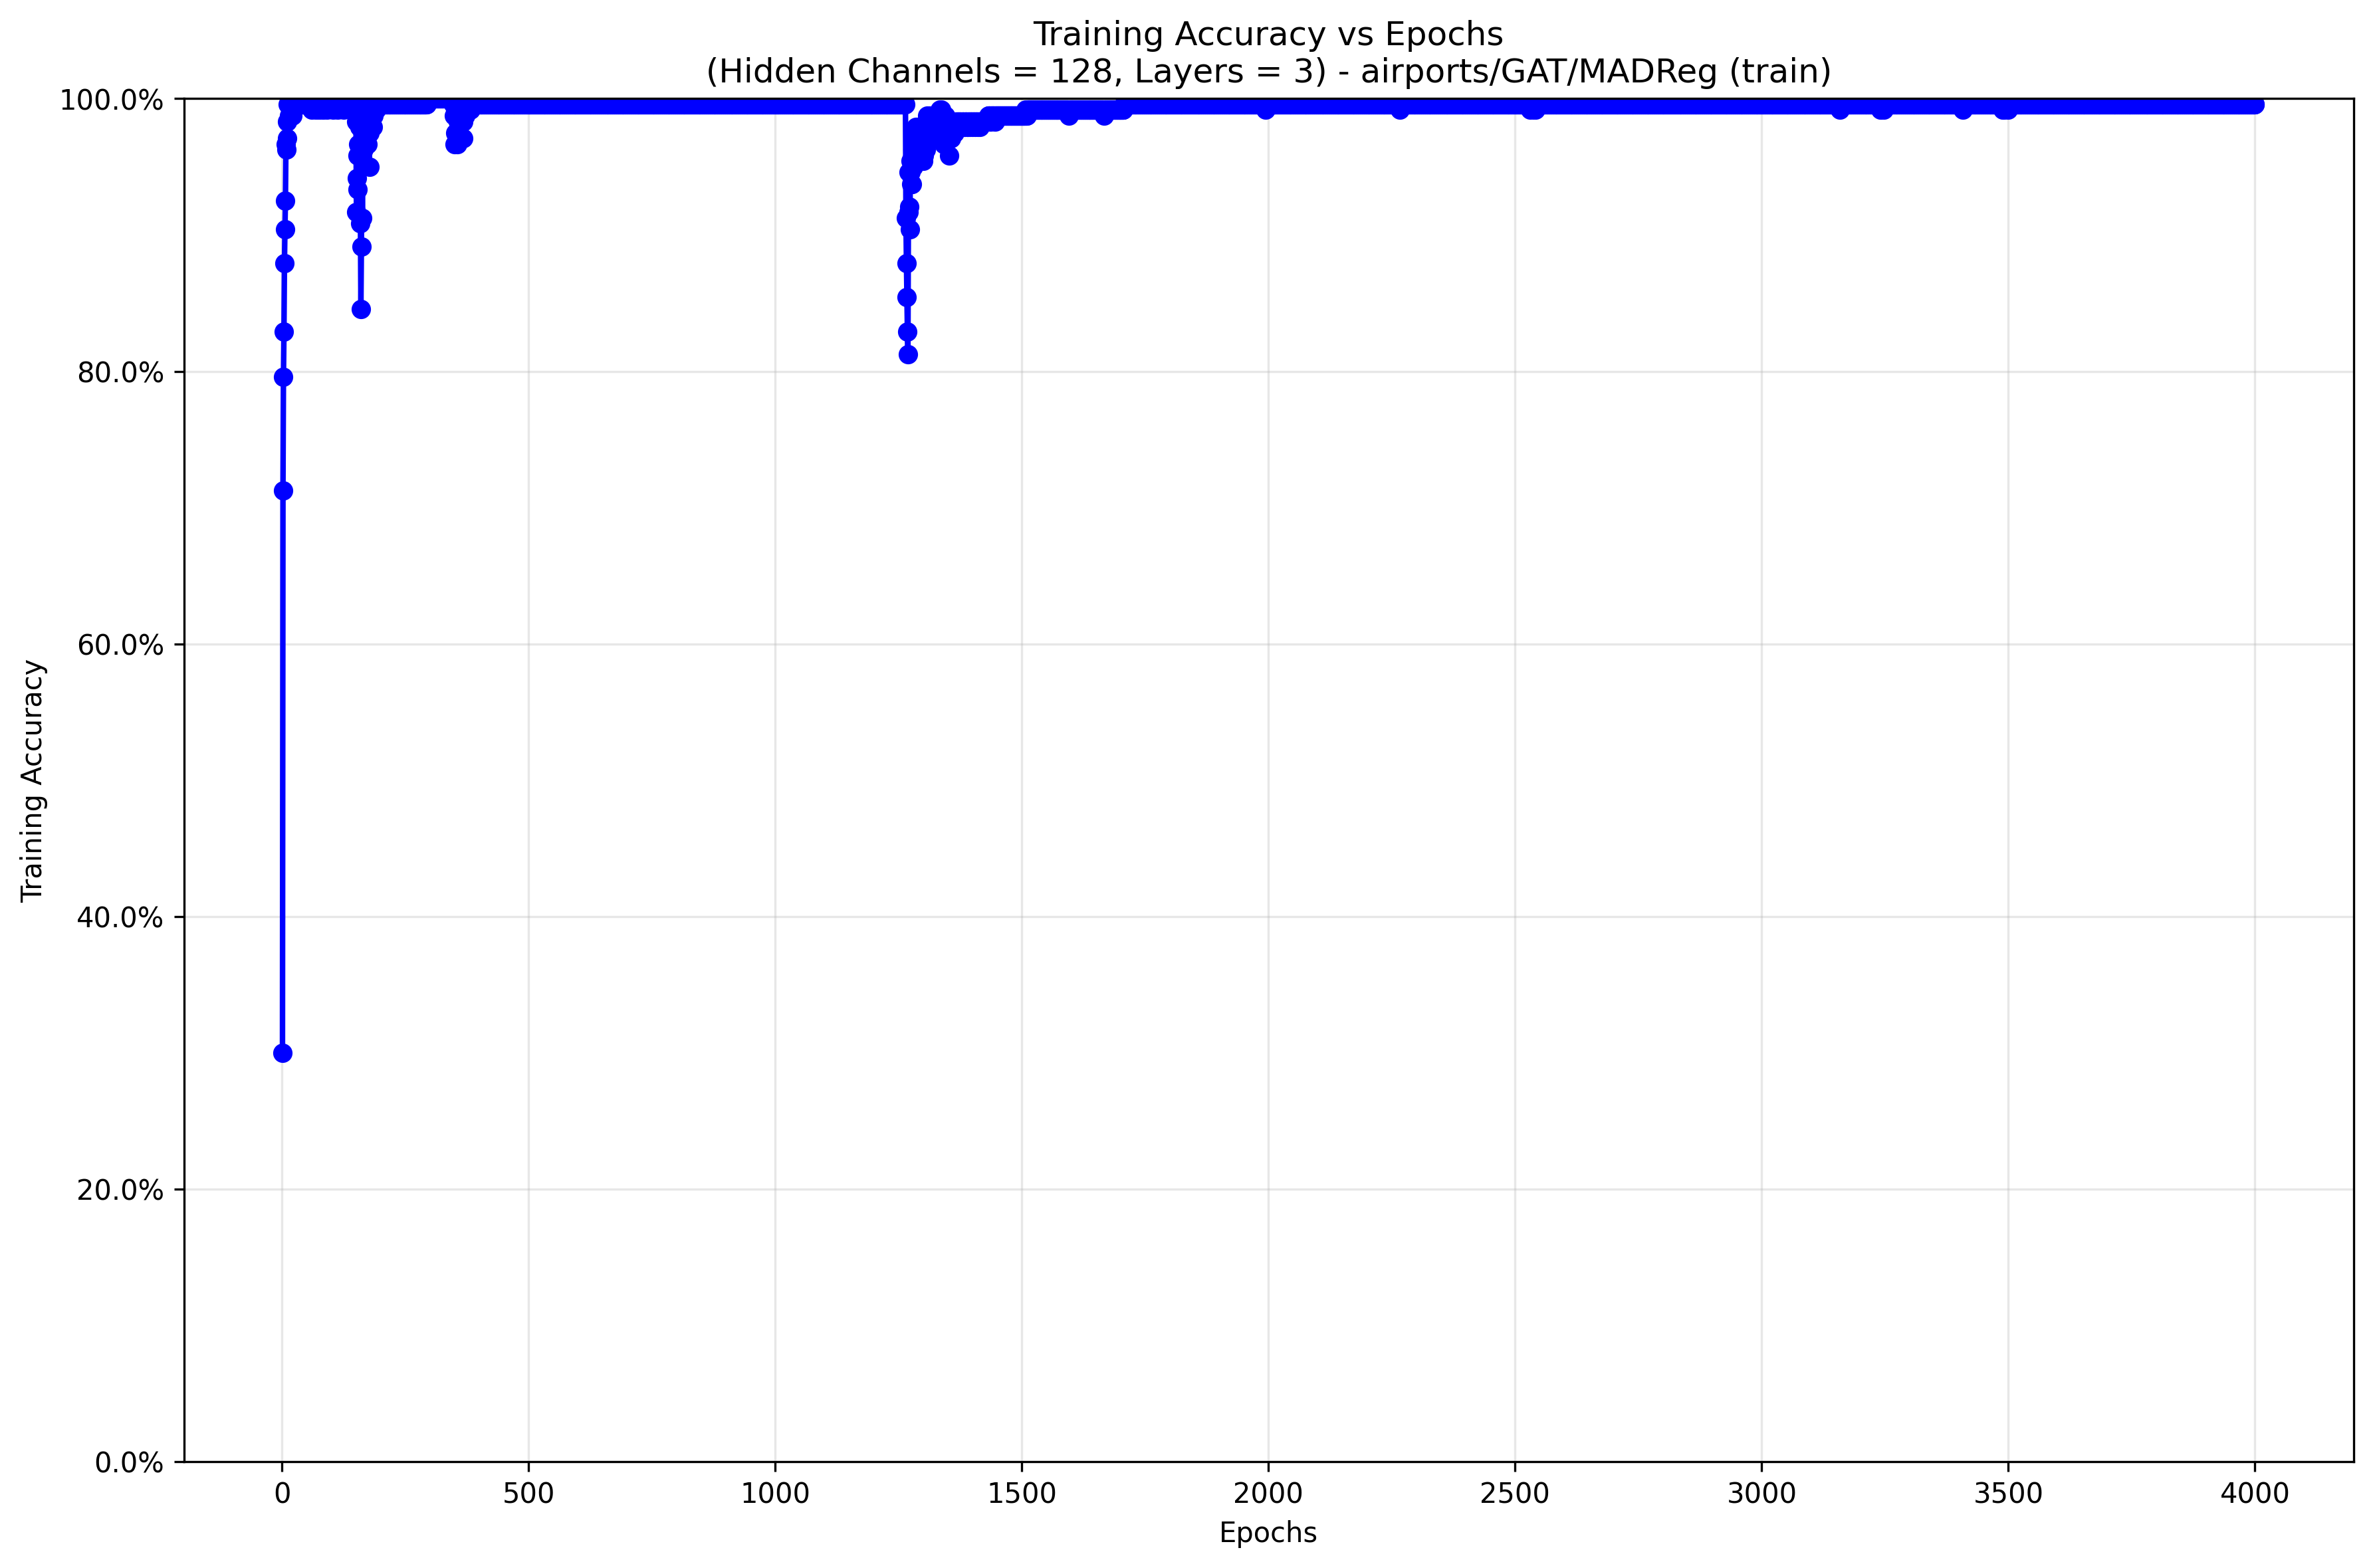 Training Accuracy vs Epochs
(Hidden Channels = 128, Layers = 3) - airports/GAT/MADReg (train)
100.0%
80.0%
60.0%
40.0%
20.0%
0.0%
Training Accuracy
0 500 1000 1500 2000 2500 3000 3500 4000
Epochs